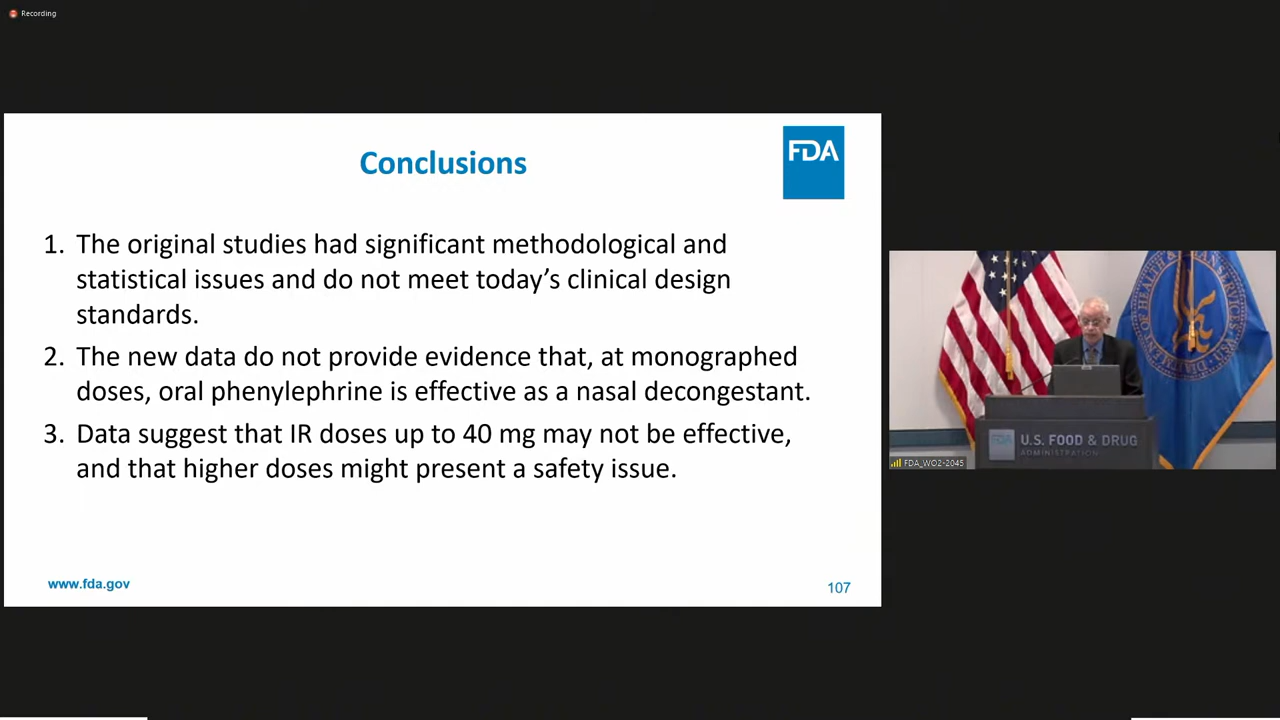 Recording
Conclusions
FDA
1. The original studies had significant methodological and
statistical issues and do not meet today's clinical design
standards.
2. The new data do not provide evidence that, at monographed
doses, oral phenylephrine is effective as a nasal decongestant.
3. Data suggest that IR doses up to 40 mg may not be effective,
and that higher doses might present a safety issue.
www.fda.gov
107
FDA
U.S. FOOD & DRUG
ADMINISTRATION
FDA_WO2-2045